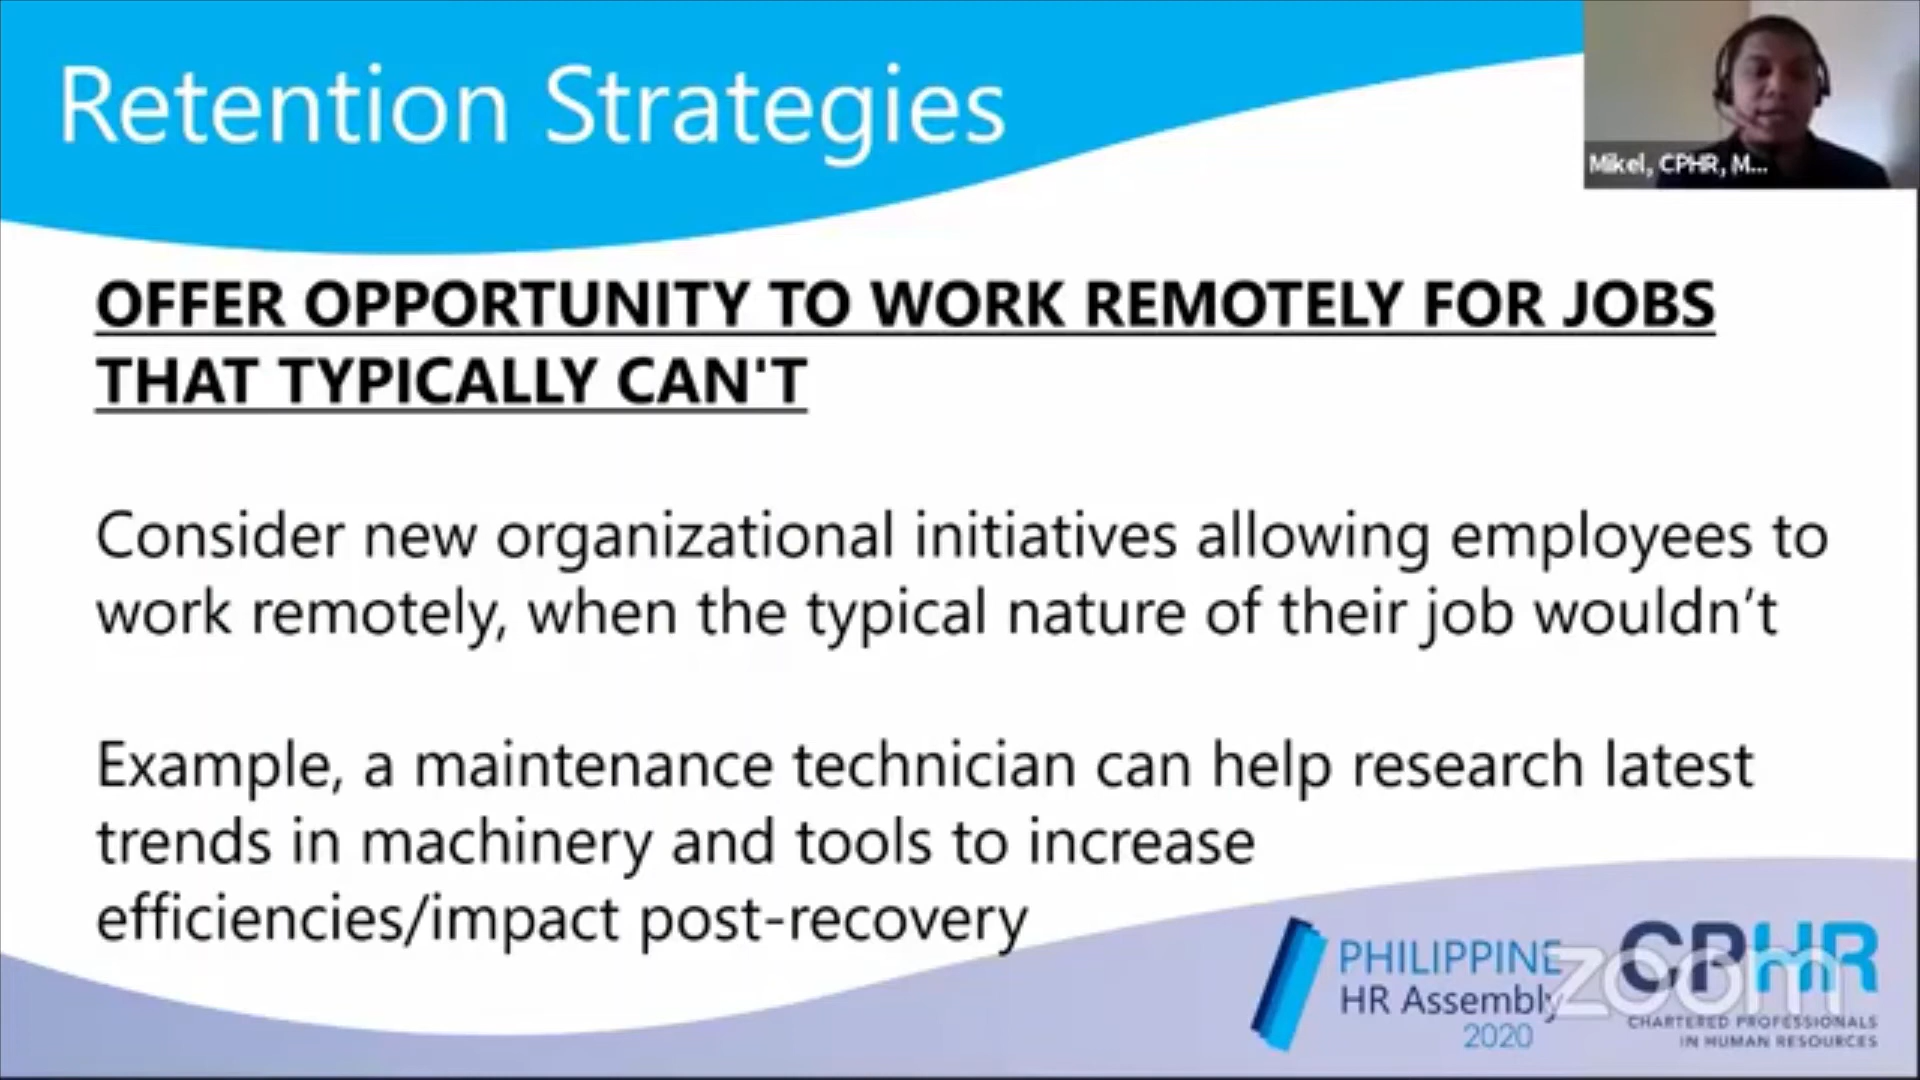 Retention Strategies
Mikel, CPHR, M...
OFFER OPPORTUNITY TO WORK REMOTELY FOR JOBS
THAT TYPICALLY CAN'T
Consider new organizational initiatives allowing employees to
work remotely, when the typical nature of their job wouldn’t
Example, a maintenance technician can help research latest
trends in machinery and tools to increase
efficiencies/impact post-recovery
PHILIPPINE
HR Assembly
2020
CPHR
zoom
CHARTERED PROFESSIONALS
IN HUMAN RESOURCES